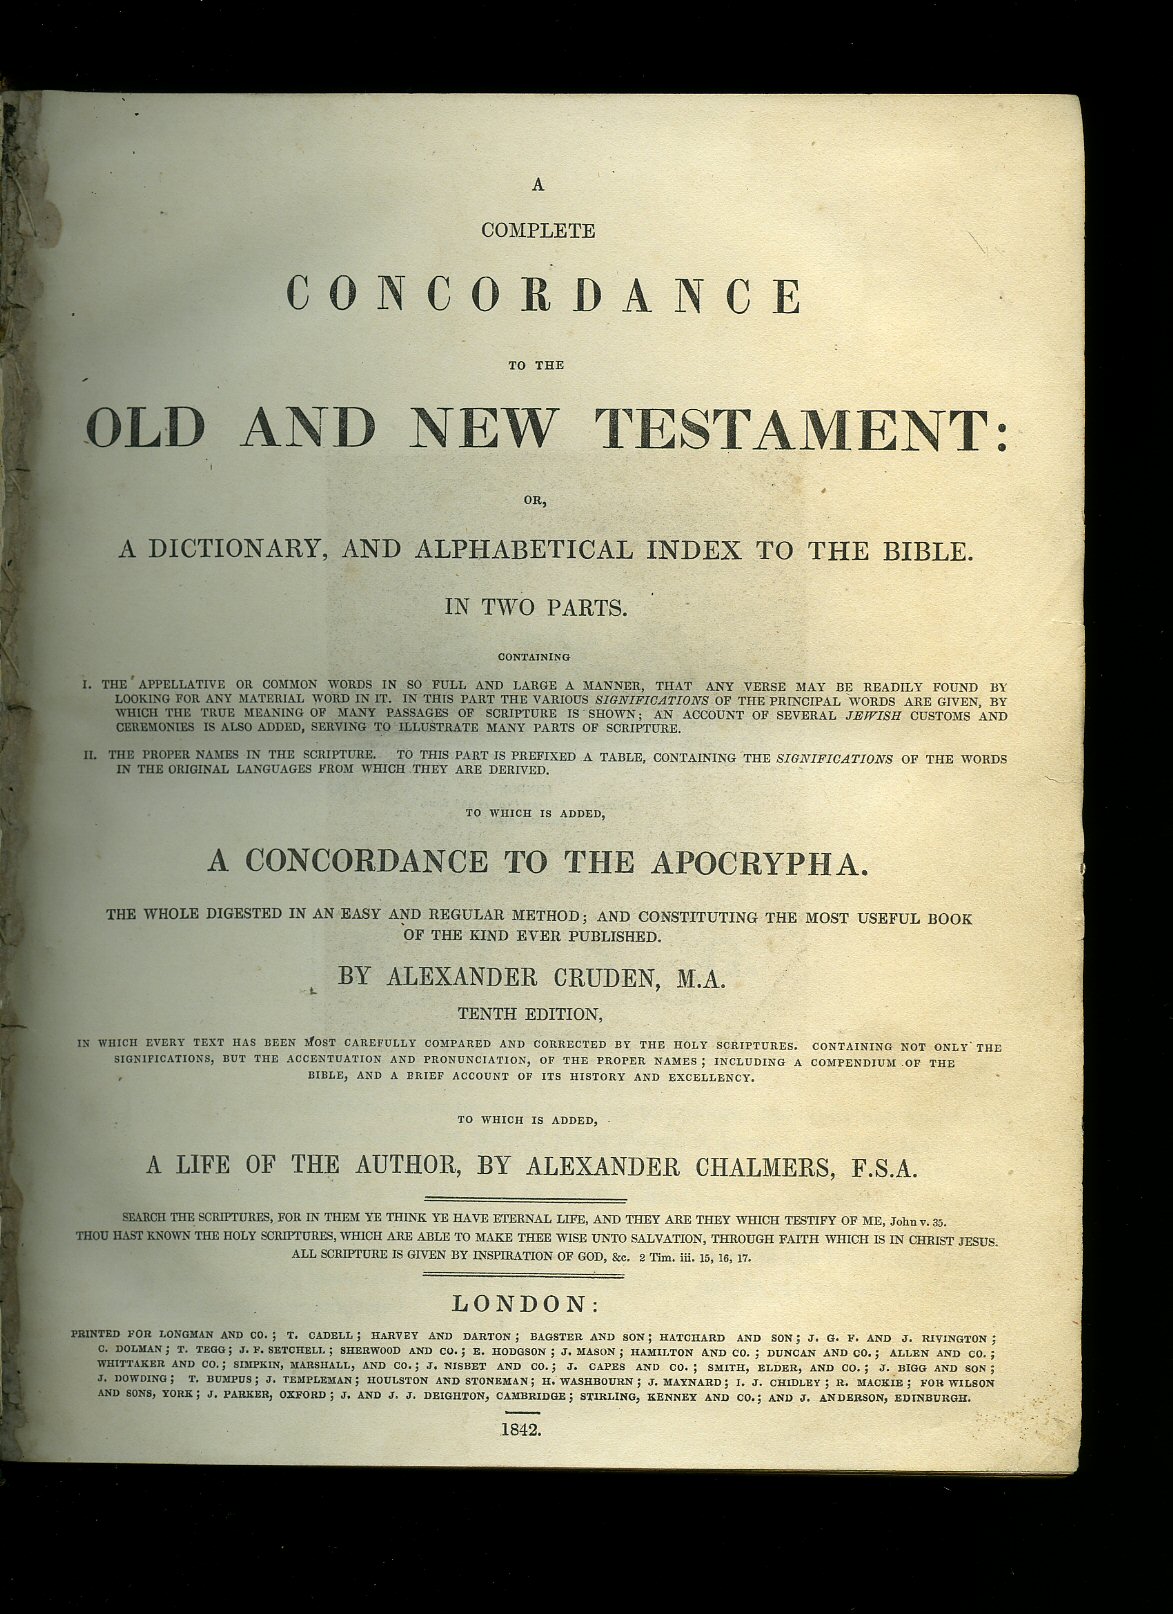 A
COMPLETE
CONCORDANCE
TO THE
OLD AND NEW TESTAMENT:
OR,
A DICTIONARY, AND ALPHABETICAL INDEX TO THE BIBLE.
IN TWO PARTS.
CONTAINING
I. THE APPELLATIVE OR COMMON WORDS IN SO FULL AND LARGE A MANNER, THAT ANY VERSE MAY BE READILY FOUND BY
LOOKING FOR ANY MATERIAL WORD IN IT. IN THIS PART THE VARIOUS SIGNIFICATIONS OF THE PRINCIPAL WORDS ARE GIVEN, BY
WHICH THE TRUE MEANING OF MANY PASSAGES OF SCRIPTURE IS SHOWN; AN ACCOUNT OF SEVERAL JEWISH CUSTOMS AND
CEREMONIES IS ALSO ADDED, SERVING TO ILLUSTRATE MANY PARTS OF SCRIPTURE.
II. THE PROPER NAMES IN THE SCRIPTURE. TO THIS PART IS PREFIXED A TABLE, CONTAINING THE SIGNIFICATIONS OF THE WORDS
IN THE ORIGINAL LANGUAGES FROM WHICH THEY ARE DERIVED.
TO WHICH IS ADDED,
A CONCORDANCE TO THE APOCRYPHA.
THE WHOLE DIGESTED IN AN EASY AND REGULAR METHOD; AND CONSTITUTING THE MOST USEFUL BOOK
OF THE KIND EVER PUBLISHED.
BY ALEXANDER CRUDEN, M.A.
TENTH EDITION,
IN WHICH EVERY TEXT HAS BEEN MOST CAREFULLY COMPARED AND CORRECTED BY THE HOLY SCRIPTURES. CONTAINING NOT ONLY THE
SIGNIFICATIONS, BUT THE ACCENTUATION AND PRONUNCIATION, OF THE PROPER NAMES; INCLUDING A COMPENDIUM OF THE
BIBLE, AND A BRIEF ACCOUNT OF ITS HISTORY AND EXCELLENCY.
TO WHICH IS ADDED,
A LIFE OF THE AUTHOR, BY ALEXANDER CHALMERS, F.S.A.
SEARCH THE SCRIPTURES, FOR IN THEM YE THINK YE HAVE ETERNAL LIFE, AND THEY ARE THEY WHICH TESTIFY OF ME, John v. 35.
THOU HAST KNOWN THE HOLY SCRIPTURES, WHICH ARE ABLE TO MAKE THEE WISE UNTO SALVATION, THROUGH FAITH WHICH IS IN CHRIST JESUS.
ALL SCRIPTURE IS GIVEN BY INSPIRATION OF GOD, &c. 2 Tim. iii. 15, 16, 17.
LONDON:
PRINTED FOR LONGMAN AND CO.; T. CADELL; HARVEY AND DARTON; BAGSTER AND SON; HATCHARD AND SON; J. G. F. AND J. RIVINGTON;
C. DOLMAN; T. TEGG; J. F. SETCHELL; SHERWOOD AND CO.; E. HODGSON; J. MASON; HAMILTON AND CO.; DUNCAN AND CO.; ALLEN AND CO.;
WHITTAKER AND CO.; SIMPKIN, MARSHALL, AND CO.; J. NISBET AND CO.; J. CAPES AND CO.; SMITH, ELDER, AND CO.; J. BIGG AND SON;
J. DOWDING; T. BUMPUS; J. TEMPLEMAN; HOULSTON AND STONEMAN; H. WASHBOURN; J. MAYNARD; I. J. CHIDLEY; R. MACKIE; FOR WILSON
AND SONS, YORK; J. PARKER, OXFORD; J. AND J. J. DEIGHTON, CAMBRIDGE; STIRLING, KENNEY AND CO.; AND J. ANDERSON, EDINBURGH.
1842.